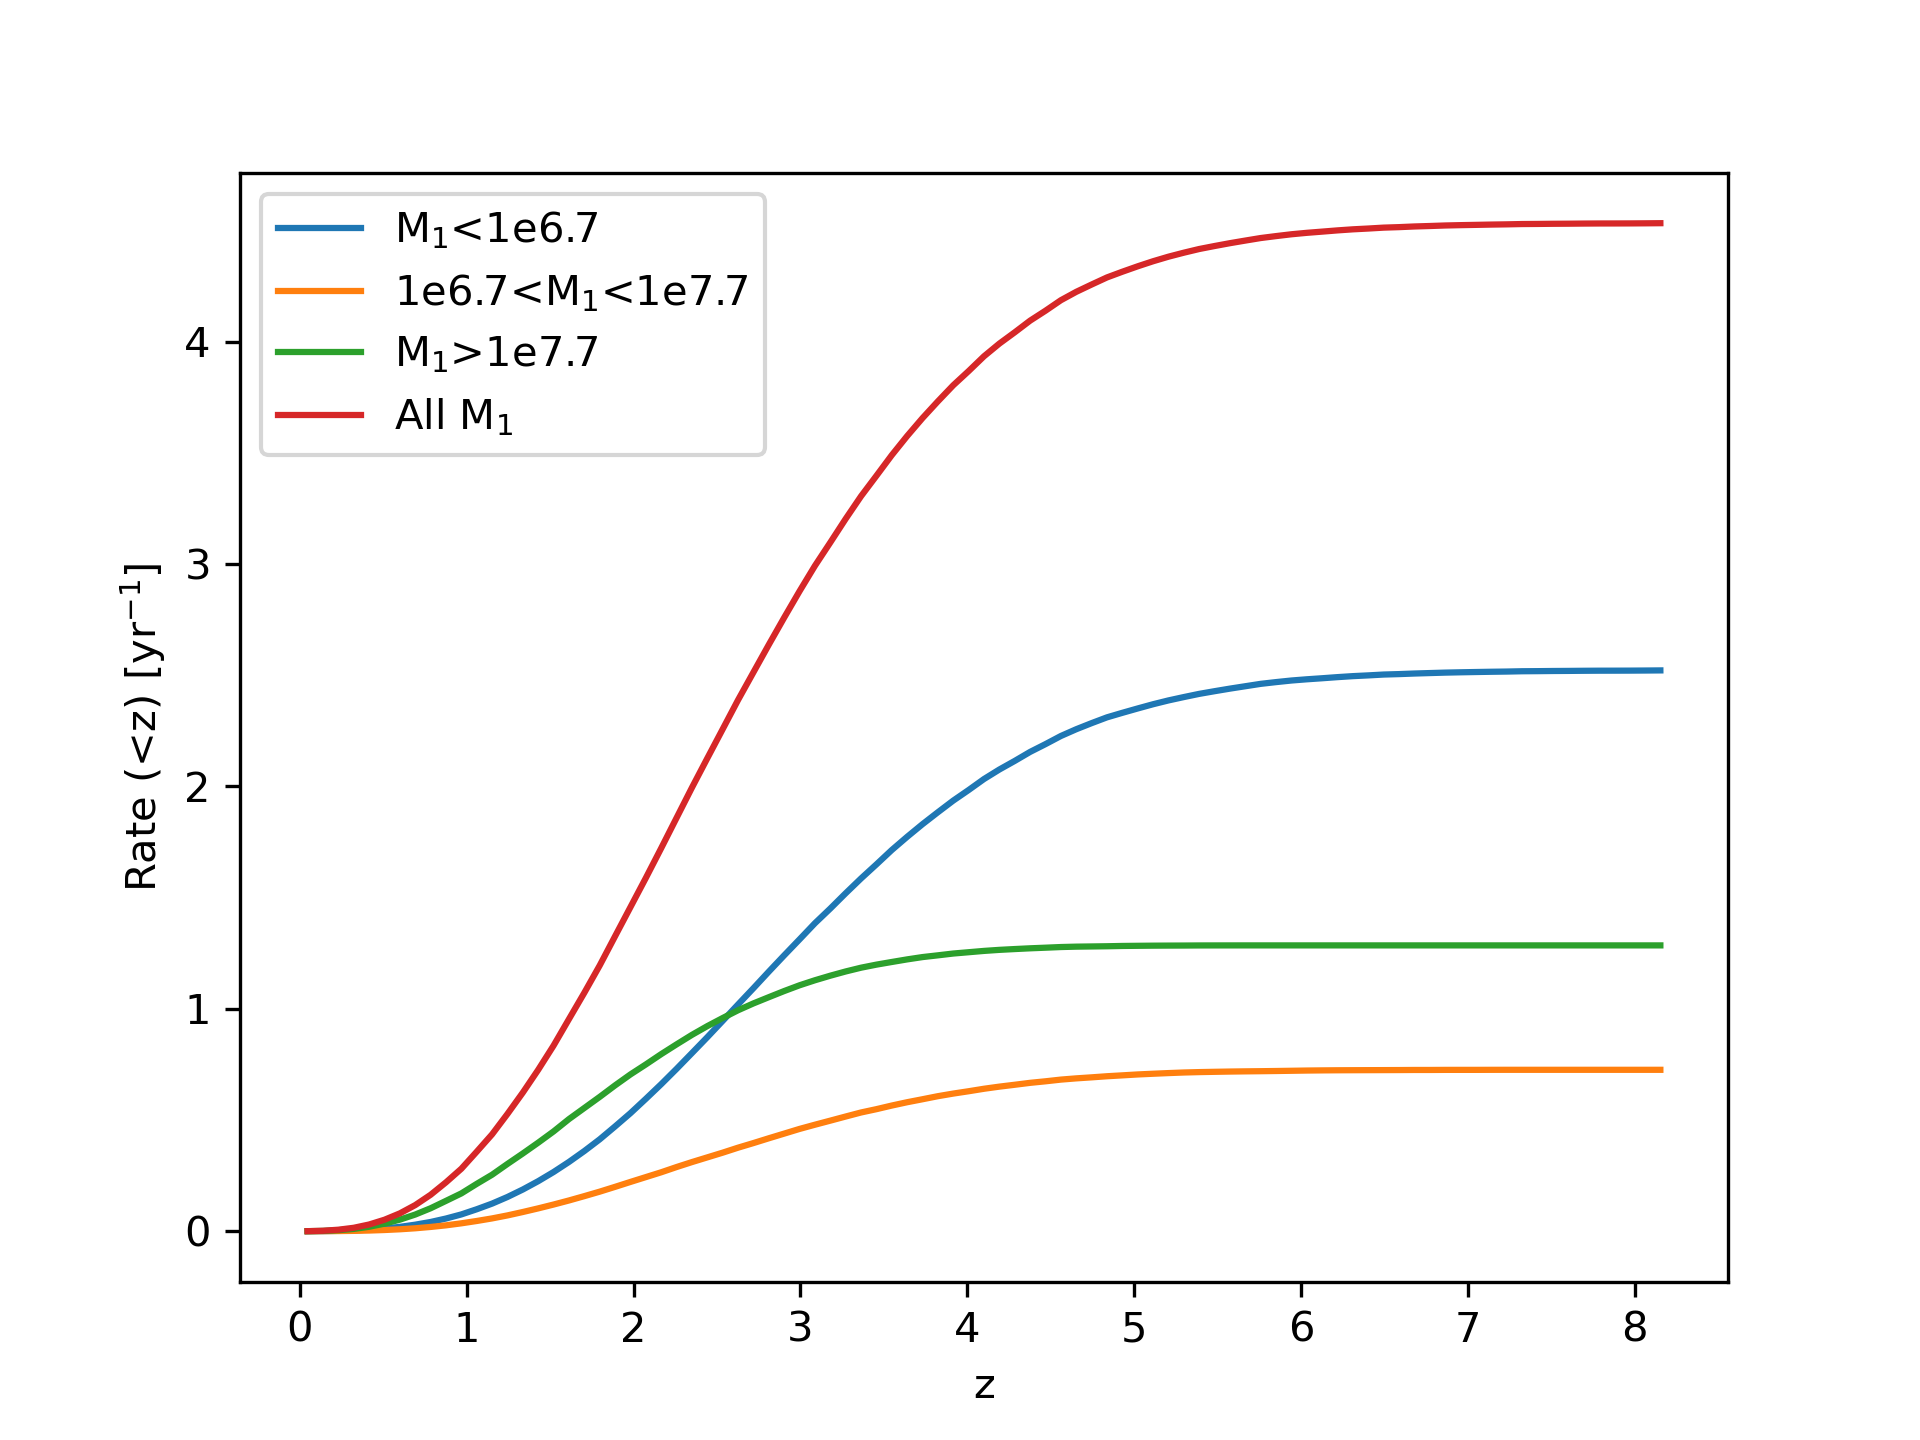 M₁<1e6.7
1e6.7<M₁<1e7.7
M₁>1e7.7
All M₁
Rate (<z) [yr⁻¹]
4
3
2
1
0
0 1 2 3 4 5 6 7 8
z